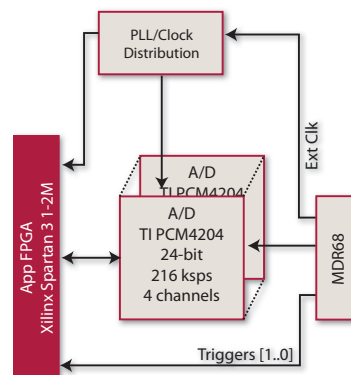 PLL/Clock
Distribution
Ext Clk
A/D
TI PCM4204
A/D
TI PCM4204
24-bit
216 ksps
4 channels
App FPGA
Xilinx Spartan 3 1-2M
MDR68
Triggers [1..0]